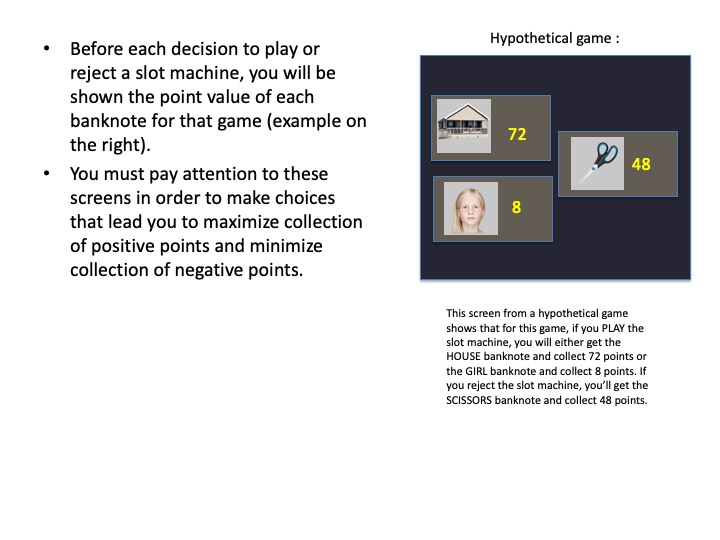 • Before each decision to play or
reject a slot machine, you will be
shown the point value of each
banknote for that game (example on
the right).
• You must pay attention to these
screens in order to make choices
that lead you to maximize collection
of positive points and minimize
collection of negative points.
Hypothetical game :
72
48
8
This screen from a hypothetical game
shows that for this game, if you PLAY the
slot machine, you will either get the
HOUSE banknote and collect 72 points or
the GIRL banknote and collect 8 points. If
you reject the slot machine, you’ll get the
SCISSORS banknote and collect 48 points.